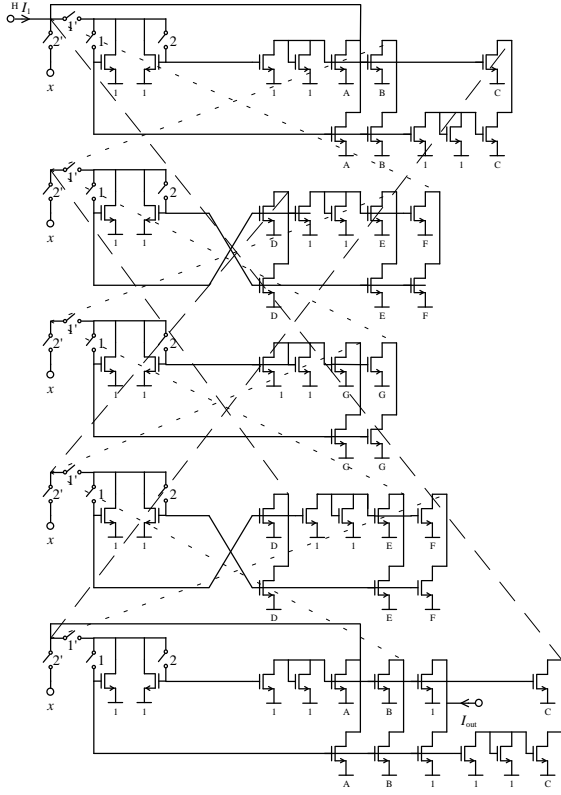 H I₁
1'
2' 1 2
x 1 1 1 1 A B C
A B 1 1 C
1'
2' 1 2
x 1 1 D 1 1 E F
D E F
1'
2' 1 2
x 1 1 1 1 G G
G G
1'
2' 1 2
x 1 1 D 1 1 E F
D E F
1'
2' 1 2
x 1 1 1 1 A B 1 C
Iout
A B 1 1 1 C